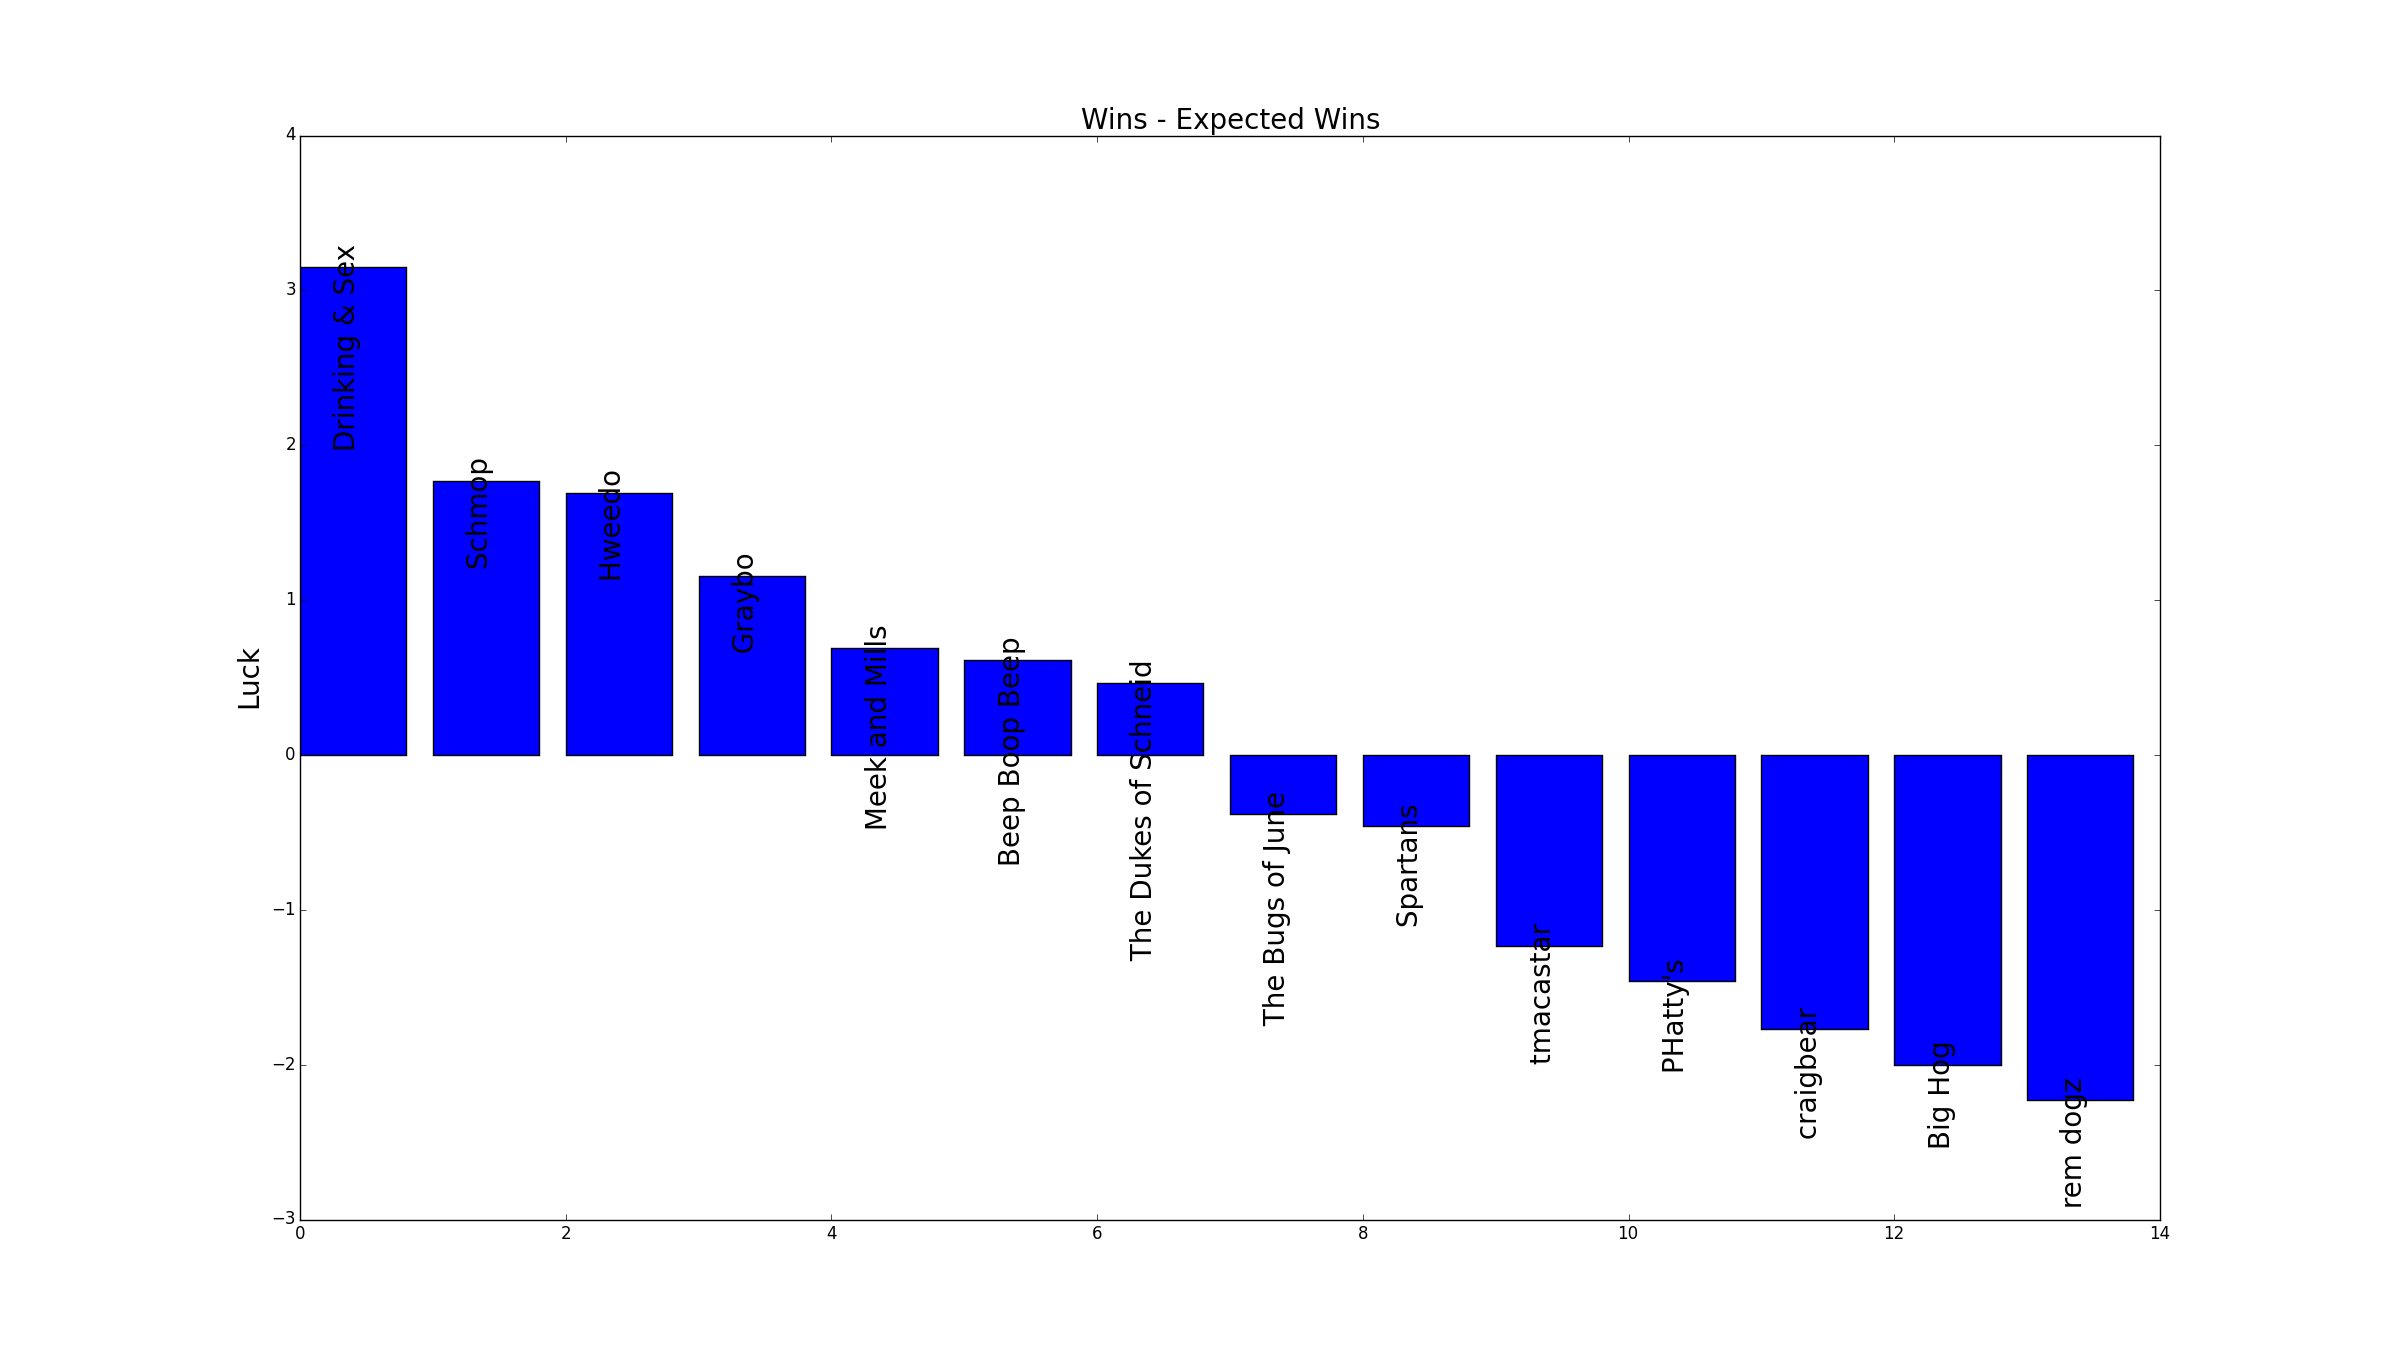 Wins - Expected Wins
Luck
4
3
2
1
0
−1
−2
−3
Drinking & Sex
Schmop
Hweedo
Graybo
Meek and Mills
Beep Boop Beep
The Dukes of Schneid
The Bugs of June
Spartans
tmacastar
PHatty's
craigbear
Big Hog
rem dogz
0 2 4 6 8 10 12 14